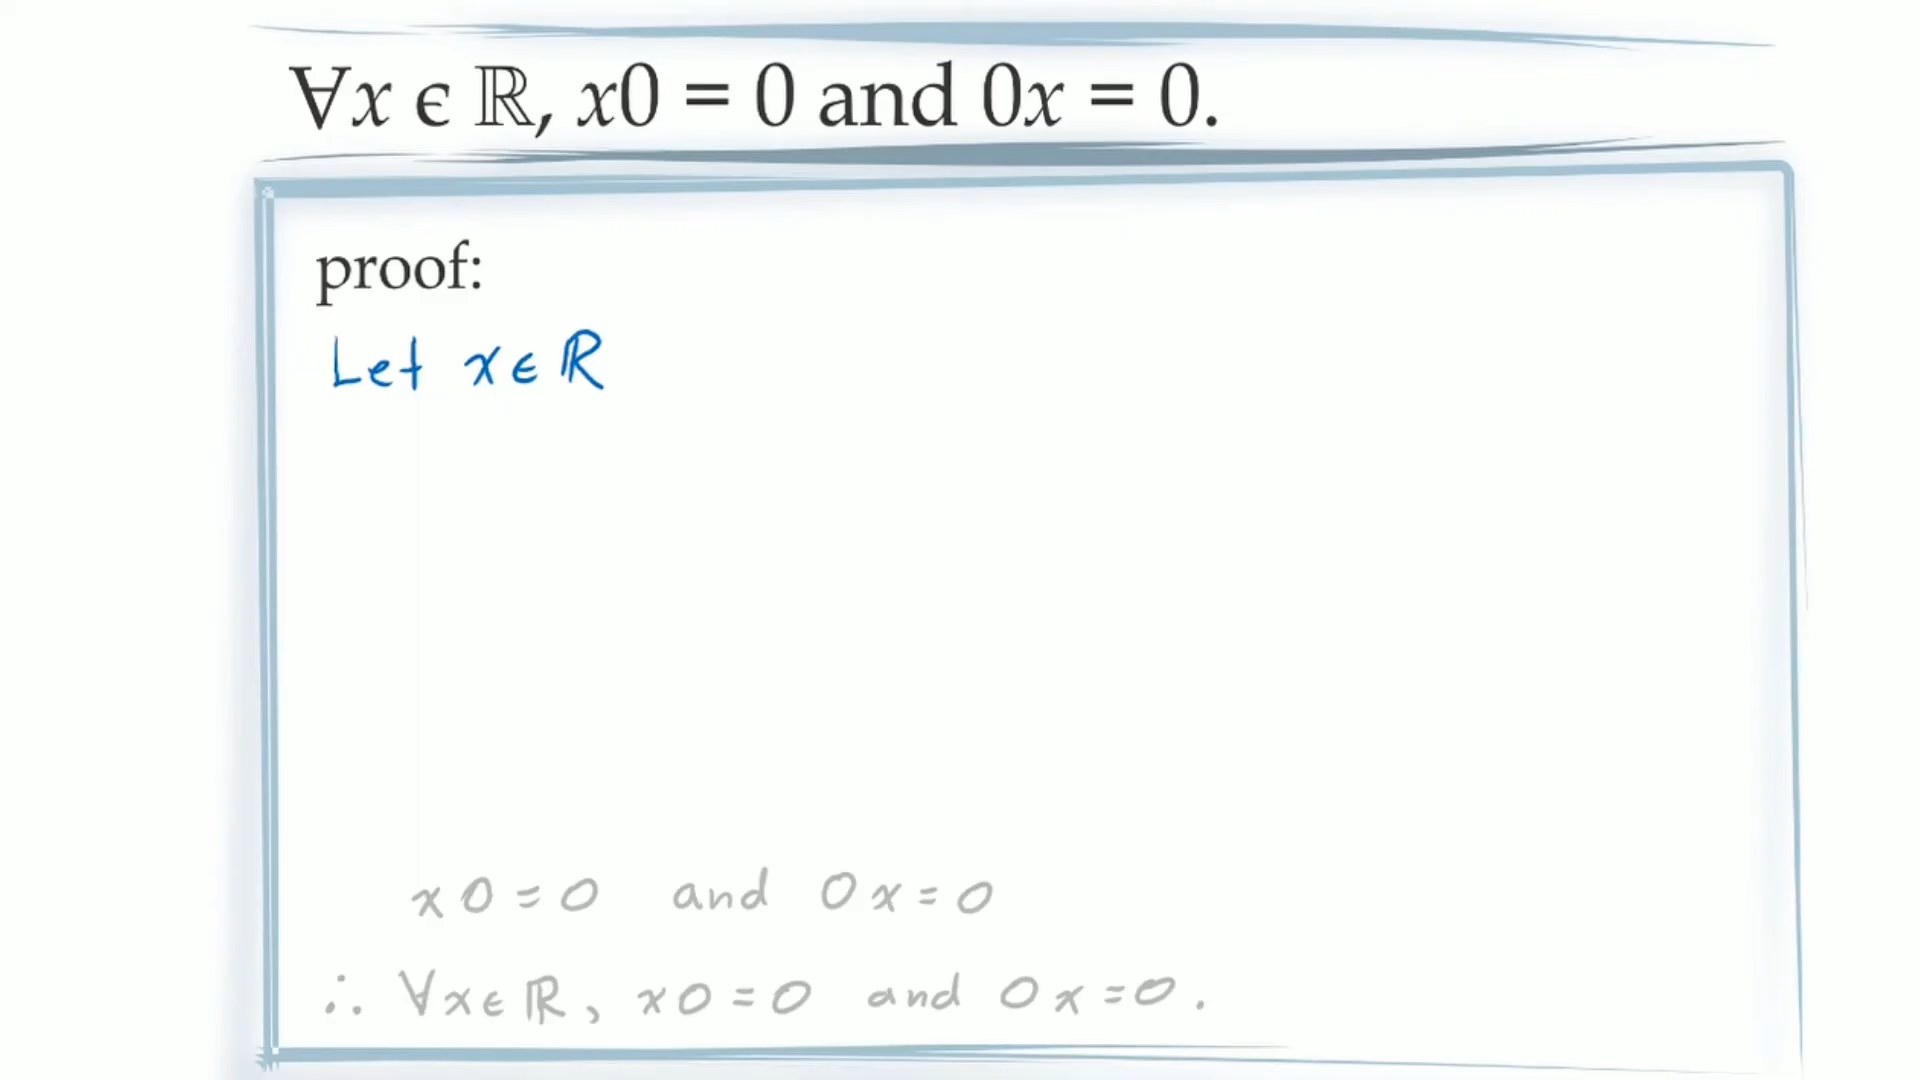 ∀x ϵ ℝ, x0 = 0 and 0x = 0.
proof:
Let x ∈ ℝ
x0 = 0 and 0x = 0
∴ ∀x ∈ ℝ, x0 = 0 and 0x = 0.